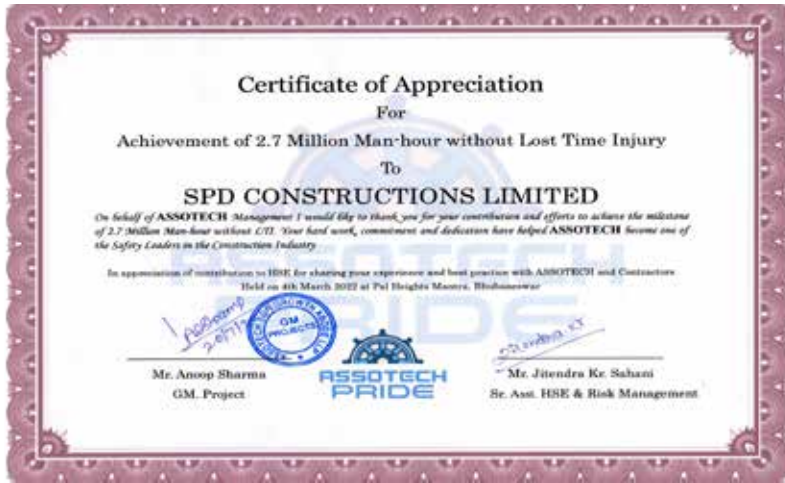 Certificate of Appreciation
For
Achievement of 2.7 Million Man-hour without Lost Time Injury
To
SPD CONSTRUCTIONS LIMITED
On behalf of ASSOTECH Management I would like to thank you for your contribution and efforts to achieve the milestone
of 2.7 Million Man-hour without LTI. Your hard work, commitment and dedication have helped ASSOTECH become one of
the Safety Leaders in the Construction Industry
In appreciation of contribution to HSE for sharing your experience and best practice with ASSOTECH and Contractors
Held on 4th March 2022 at Pal Heights Mantra, Bhubaneswar
GM
PROJECTS
Mr. Anoop Sharma
GM. Project
ASSOTECH
PRIDE
Mr. Jitendra Kr. Sahani
Sr. Asst. HSE & Risk Management